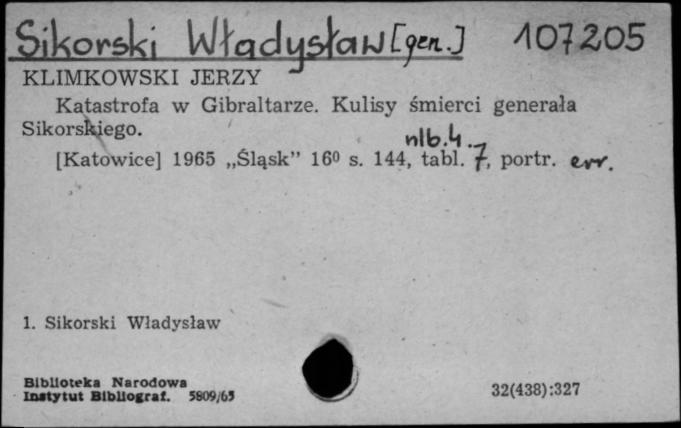 Sikorski Władysław [gen.] 107205
KLIMKOWSKI JERZY
Katastrofa w Gibraltarze. Kulisy śmierci generała
Sikorskiego.
nlb. 4.
[Katowice] 1965 „Śląsk” 16⁰ s. 144, tabl. 7, portr. err.
1. Sikorski Władysław
Biblioteka Narodowa
Instytut Bibliograf. 5809/65
32(438):327